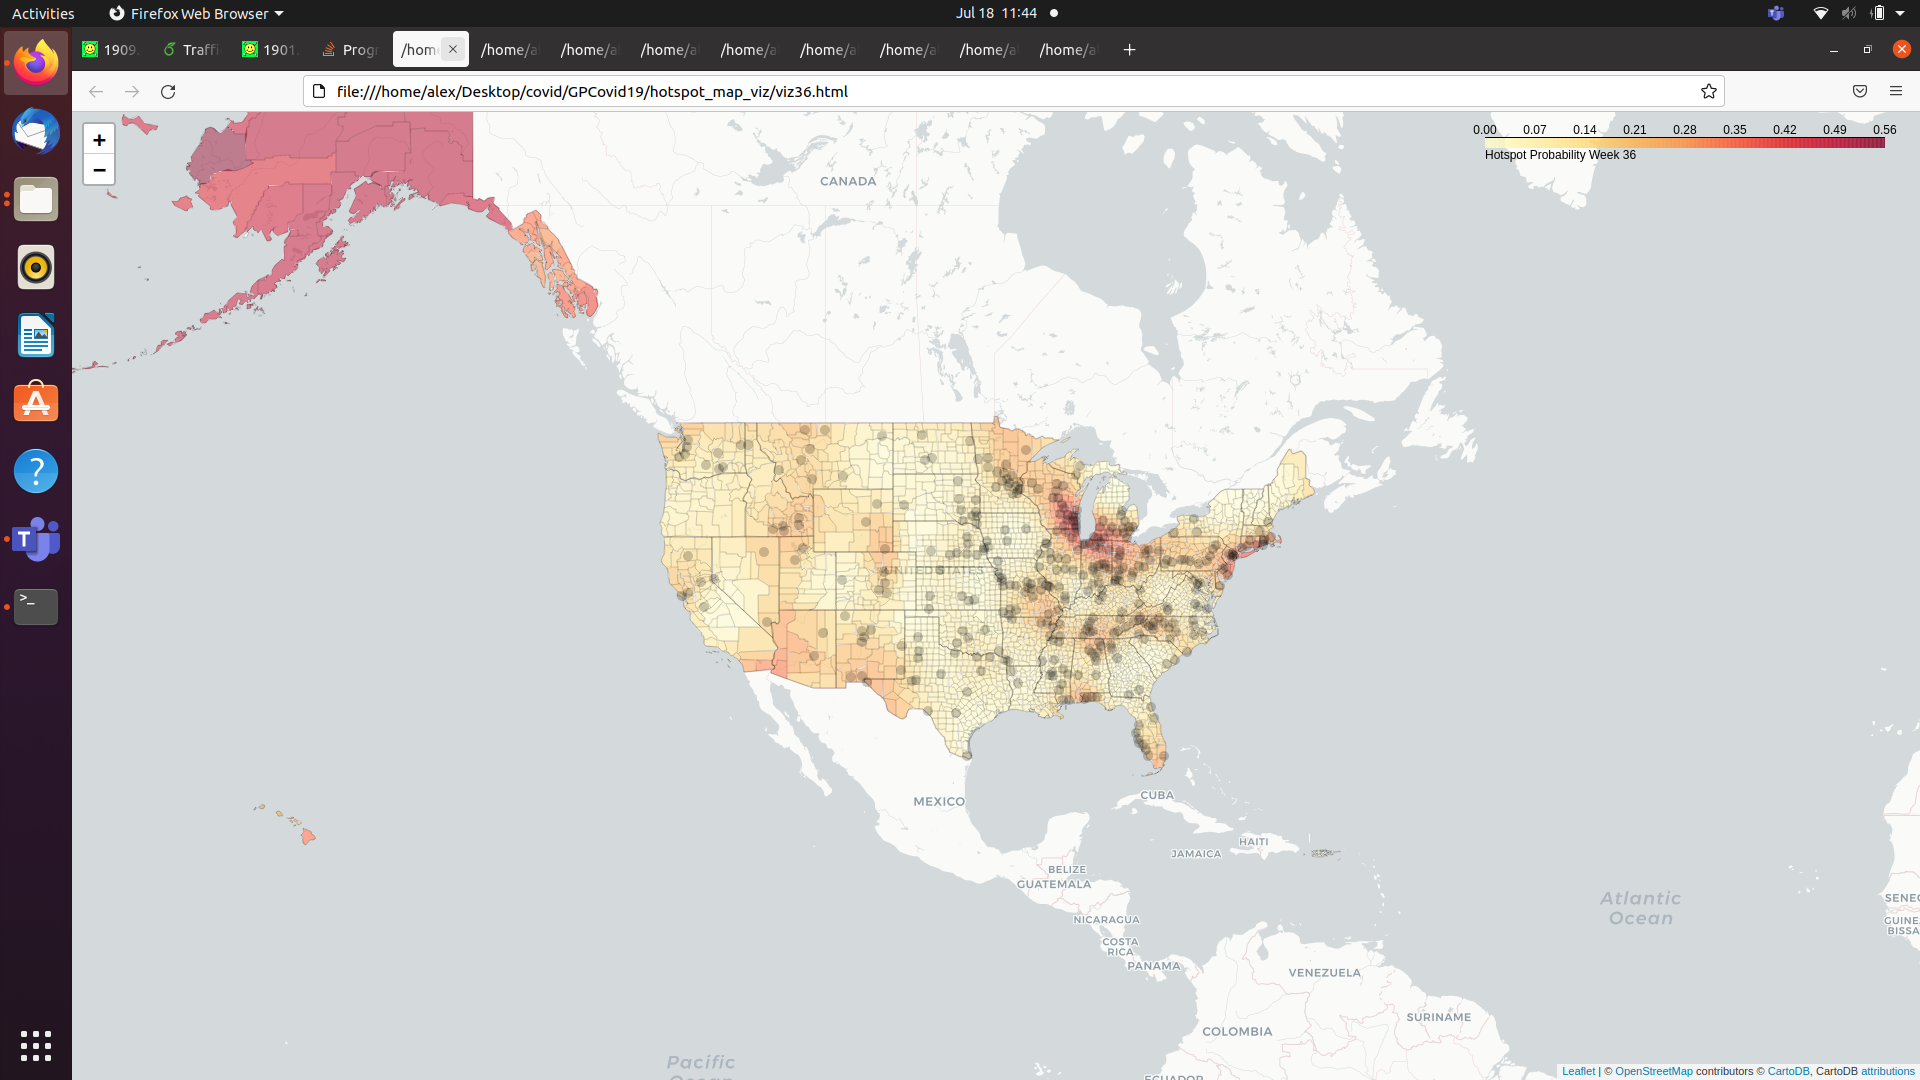 Activities
Firefox Web Browser
Jul 18 11:44
1909.
Traffi
1901.
Progr
/hom
/home/a
/home/a
/home/a
/home/a
/home/a
/home/a
/home/a
/home/a
file:///home/alex/Desktop/covid/GPCovid19/hotspot_map_viz/viz36.html
+
−
0.00 0.07 0.14 0.21 0.28 0.35 0.42 0.49 0.56
Hotspot Probability Week 36
CANADA
UNITED STATES
MEXICO
CUBA
HAITI
JAMAICA
BELIZE
GUATEMALA
NICARAGUA
COSTA
RICA
PANAMA
VENEZUELA
COLOMBIA
SURINAME
ECUADOR
Atlantic
Ocean
Pacific
Ocean
SENEG
GUINE
BISSA
Leaflet | © OpenStreetMap contributors © CartoDB, CartoDB attributions